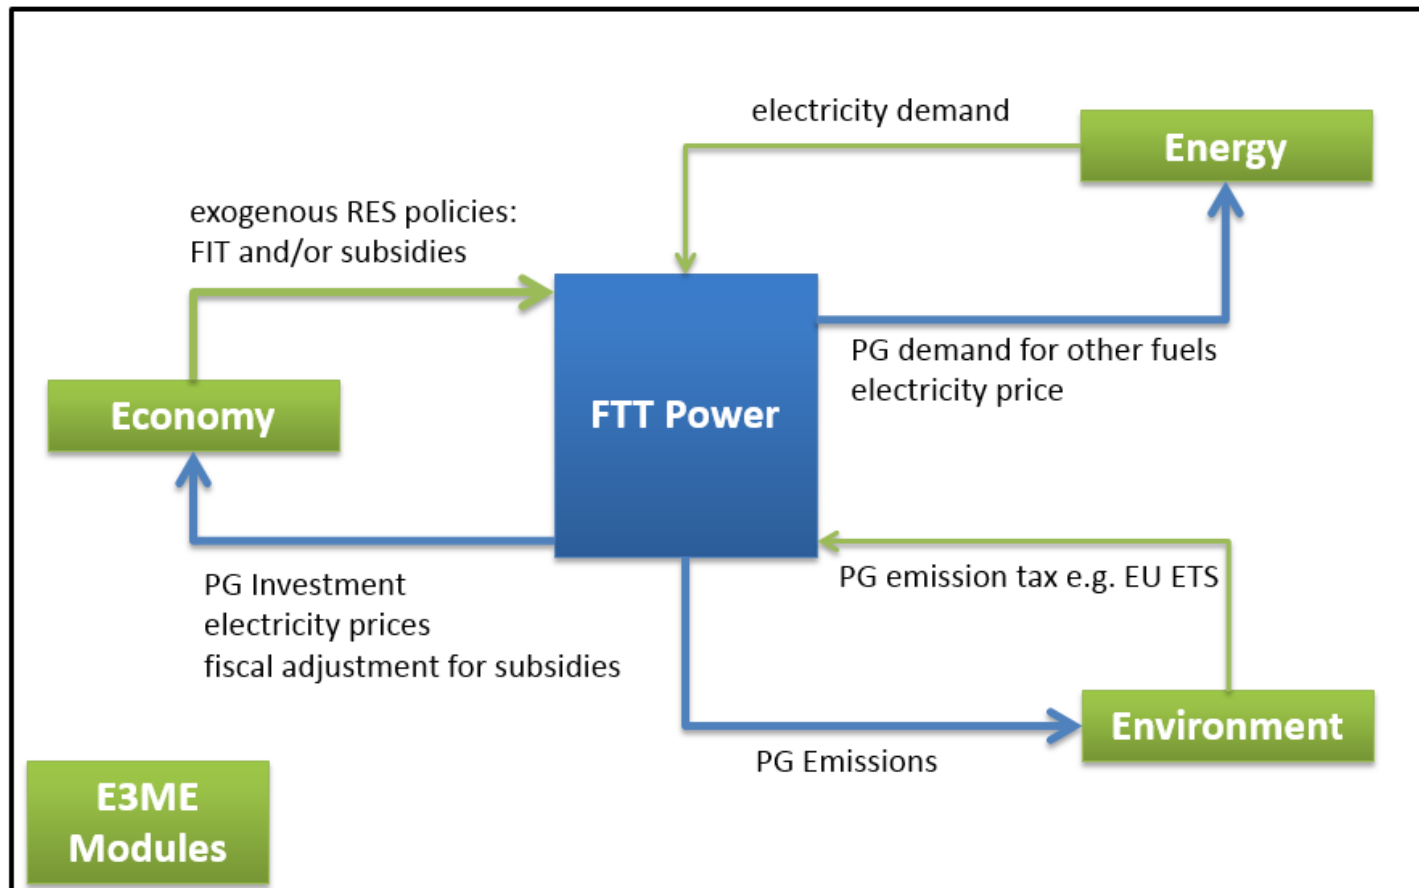 electricity demand
Energy
exogenous RES policies:
FIT and/or subsidies
PG demand for other fuels
electricity price
Economy
FTT Power
PG Investment
electricity prices
fiscal adjustment for subsidies
PG emission tax e.g. EU ETS
Environment
PG Emissions
E3ME
Modules